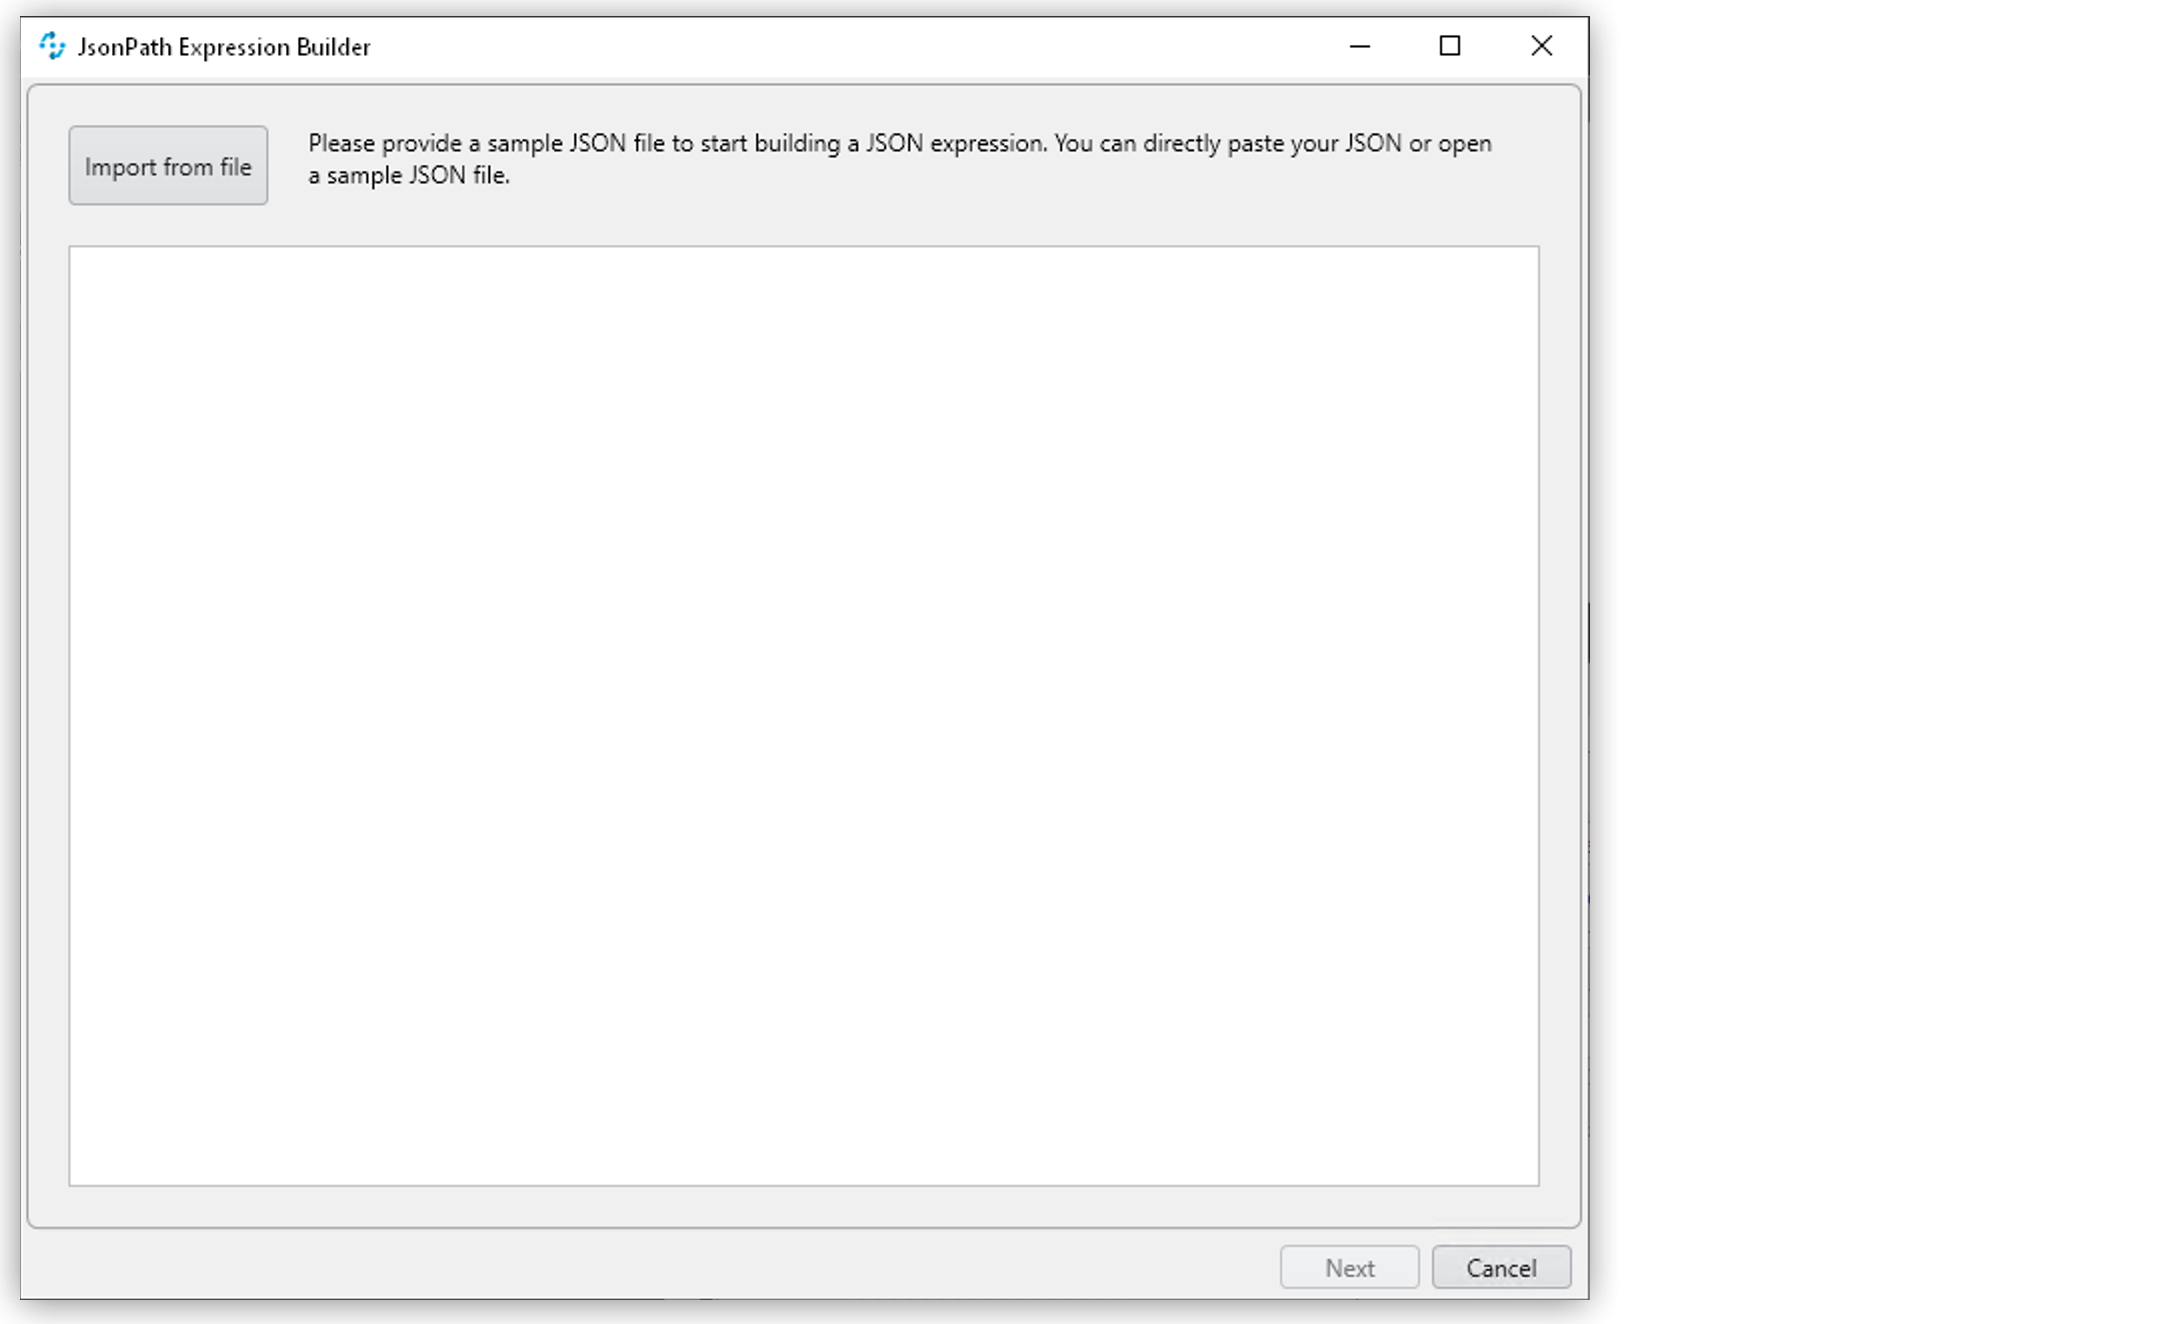 JsonPath Expression Builder
Import from file
Please provide a sample JSON file to start building a JSON expression. You can directly paste your JSON or open
a sample JSON file.
Next
Cancel